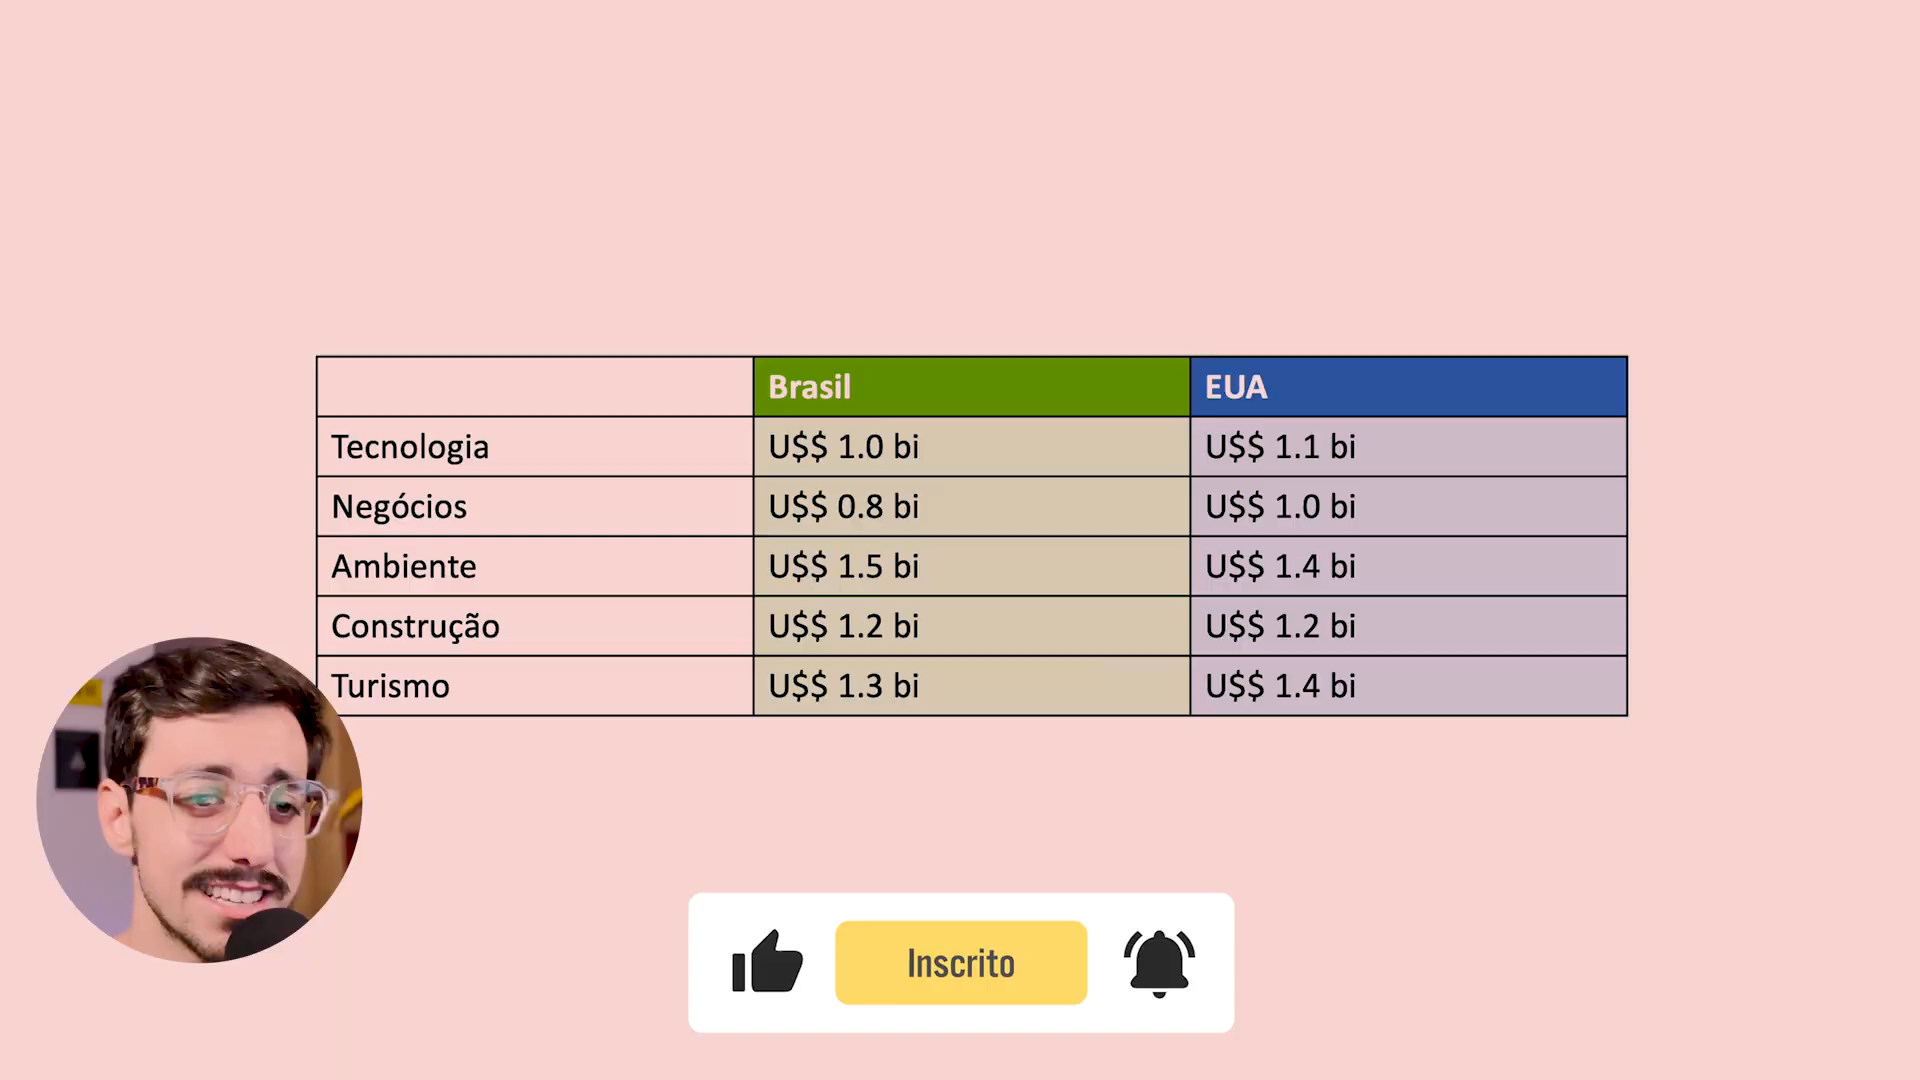 Brasil EUA
Tecnologia U$$ 1.0 bi U$$ 1.1 bi
Negócios U$$ 0.8 bi U$$ 1.0 bi
Ambiente U$$ 1.5 bi U$$ 1.4 bi
Construção U$$ 1.2 bi U$$ 1.2 bi
Turismo U$$ 1.3 bi U$$ 1.4 bi
Inscrito